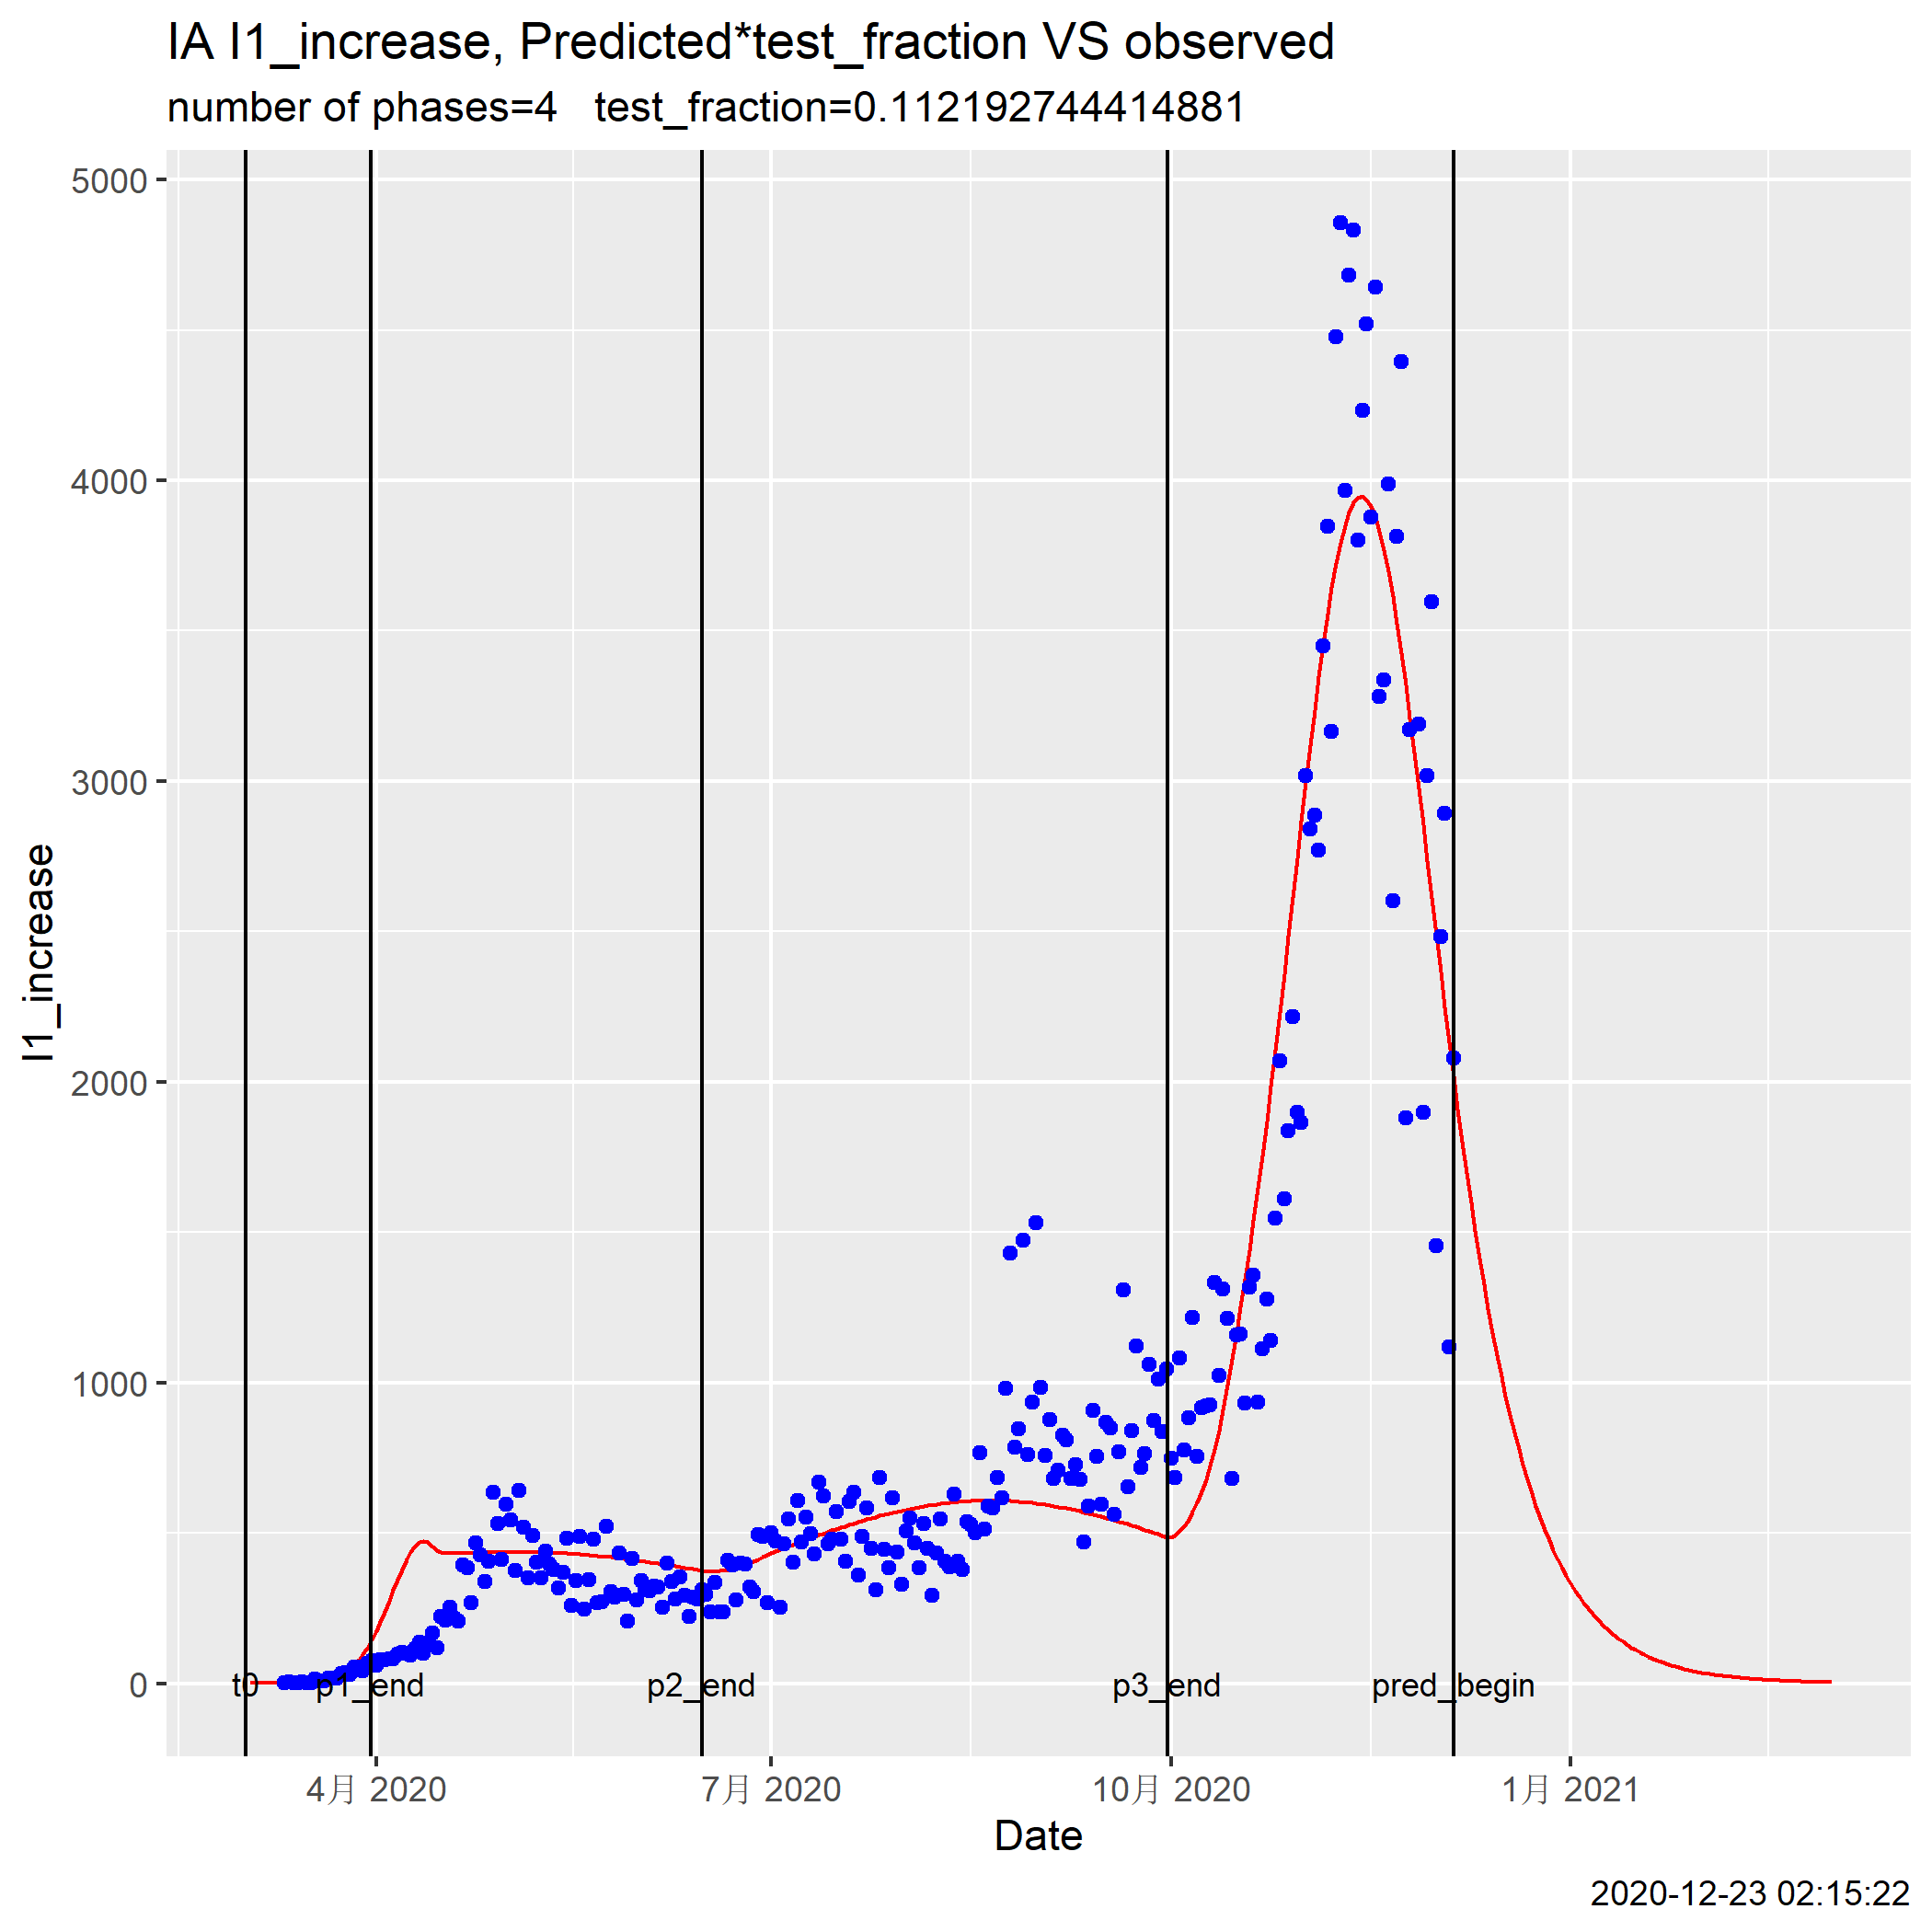 IA I1_increase, Predicted*test_fraction VS observed
number of phases=4 test_fraction=0.112192744414881
5000
4000
3000
2000
1000
0
I1_increase
t0
p1_end
p2_end
p3_end
pred_begin
4月 2020
7月 2020
10月 2020
1月 2021
Date
2020-12-23 02:15:22